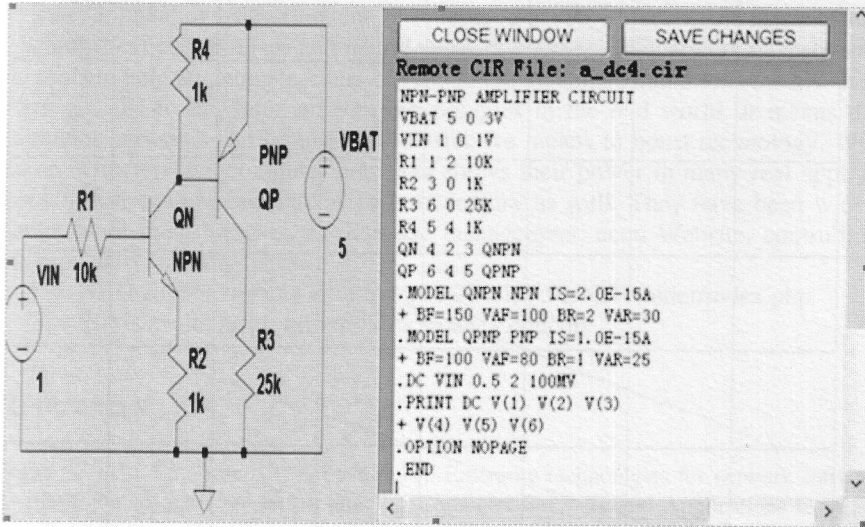 R4
1k
PNP
QP
VBAT
5
R1
10k
QN
NPN
VIN
1
R2
1k
R3
25k
CLOSE WINDOW
SAVE CHANGES
Remote CIR File: a_dc4.cir
NPN-PNP AMPLIFIER CIRCUIT
VBAT 5 0 3V
VIN 1 0 1V
R1 1 2 10K
R2 3 0 1K
R3 6 0 25K
R4 5 4 1K
QN 4 2 3 QNPN
QP 6 4 5 QPNP
.MODEL QNPN NPN IS=2.0E-15A
+ BF=150 VAF=100 BR=2 VAR=30
.MODEL QPNP PNP IS=1.0E-15A
+ BF=100 VAF=80 BR=1 VAR=25
.DC VIN 0.5 2 100MV
.PRINT DC V(1) V(2) V(3)
+ V(4) V(5) V(6)
.OPTION NOPAGE
.END